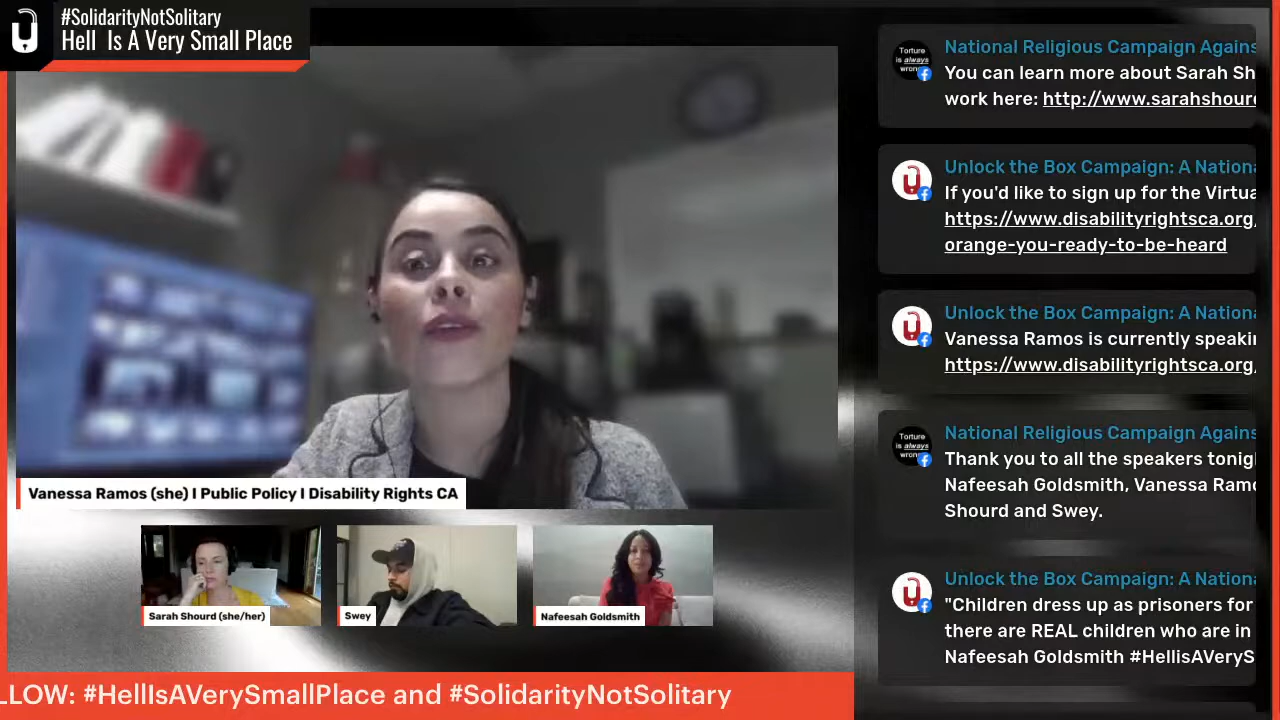 #SolidarityNotSolitary
Hell Is A Very Small Place
Vanessa Ramos (she) I Public Policy I Disability Rights CA
Sarah Shourd (she/her)
Swey
Nafeesah Goldsmith
LLOW: #HellIsAVerySmallPlace and #SolidarityNotSolitary
Torture
is always
wrong
National Religious Campaign Agains
You can learn more about Sarah Sh
work here: http://www.sarahshourd
Unlock the Box Campaign: A Nationa
If you'd like to sign up for the Virtua
https://www.disabilityrightsca.org/
orange-you-ready-to-be-heard
Unlock the Box Campaign: A Nationa
Vanessa Ramos is currently speakin
https://www.disabilityrightsca.org/
Torture
is always
wrong
National Religious Campaign Agains
Thank you to all the speakers tonigh
Nafeesah Goldsmith, Vanessa Ramo
Shourd and Swey.
Unlock the Box Campaign: A Nationa
"Children dress up as prisoners for
there are REAL children who are in
Nafeesah Goldsmith #HellisAVeryS